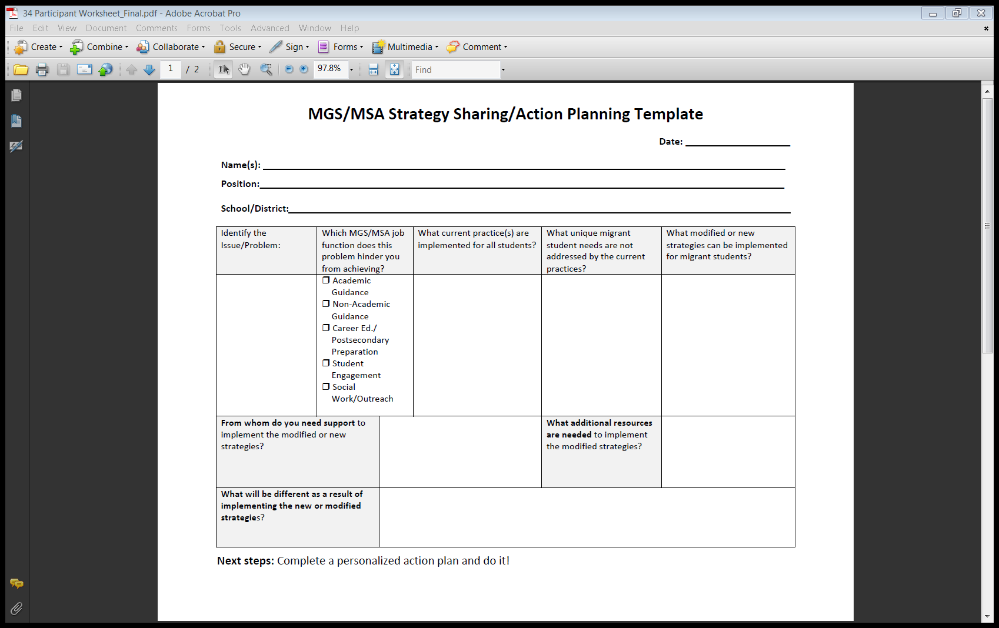 34 Participant Worksheet_Final.pdf - Adobe Acrobat Pro
File Edit View Document Comments Forms Tools Advanced Window Help
Create Combine Collaborate Secure Sign Forms Multimedia Comment
1 / 2 97.8% Find
MGS/MSA Strategy Sharing/Action Planning Template
Date: ____________________
Name(s): ____________________
Position:____________________
School/District:____________________
Identify the
Issue/Problem:
Which MGS/MSA job
function does this
problem hinder you
from achieving?
What current practice(s) are
implemented for all students?
What unique migrant
student needs are not
addressed by the current
practices?
What modified or new
strategies can be implemented
for migrant students?
❒ Academic
Guidance
❒ Non-Academic
Guidance
❒ Career Ed./
Postsecondary
Preparation
❒ Student
Engagement
❒ Social
Work/Outreach
From whom do you need support to
implement the modified or new
strategies?
What additional resources
are needed to implement
the modified strategies?
What will be different as a result of
implementing the new or modified
strategies?
Next steps: Complete a personalized action plan and do it!